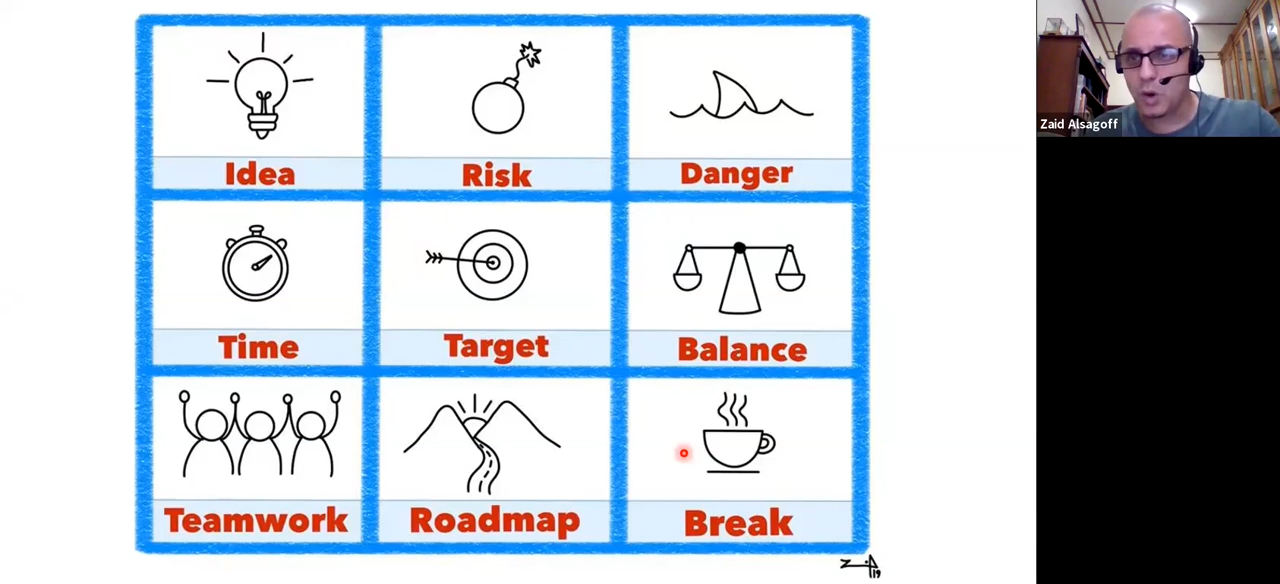 Zaid Alsagoff
Idea
Risk
Danger
Time
Target
Balance
Teamwork
Roadmap
Break